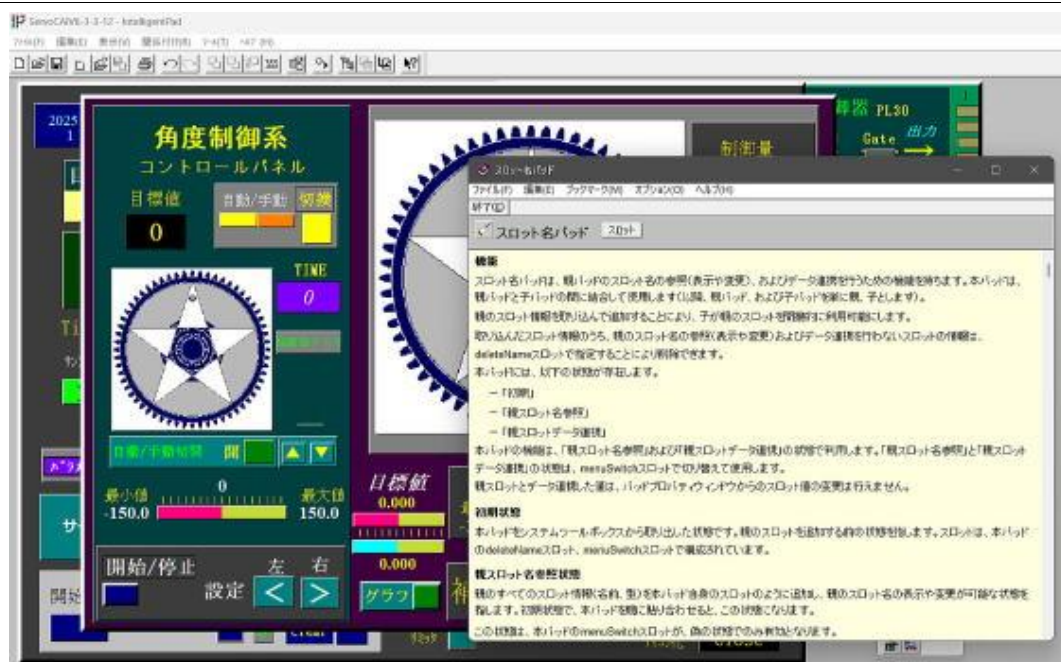 ServoCAIV6-3-3-12 - IntelligentPad
編集(E) 表示(V)
2025
1
角度制御系
コントロールパネル
目標値
0
自動/手動 切換
TIME
0
自動/手動切換 開
最小値 0 最大値
-150.0 150.0
開始/停止
左 右
設定 < >
目標値
0.000
0.000
グラフ
制御量
PL30
Gate 出力
スロット名パッド
ファイル(F) 編集(E) ブックマーク(M) オプション(O) ヘルプ(H)
終了(C)
スロット名パッド スロット
機能
スロット名パッドは、親パッドのスロット名の参照(表示や変更)、およびデータ連携を行うための機能を持ちます。本パッドは、
親パッドと子パッドの間に結合して使用します(以降、親パッド、および子パッドを単に親、子とします)。
親のスロット情報を取り込んで追加することにより、子が親のスロットを間接的に利用可能にします。
取り込んだスロット情報のうち、親のスロット名の参照(表示や変更)およびデータ連携を行わないスロットの情報は、
deleteNameスロットで指定することにより削除できます。
本パッドには、以下の状態が存在します。
－「初期」
－「親スロット名参照」
－「親スロットデータ連携」
本パッドの機能は、「親スロット名参照」および「親スロットデータ連携」の状態で利用します。「親スロット名参照」と「親スロット
データ連携」の状態は、menuSwitchスロットで切り替えて使用します。
親スロットとデータ連携した値は、パッドプロパティウィンドウからのスロット値の変更は行えません。
初期状態
本パッドをシステムツールボックスから取り出した状態です。親のスロットを追加する前の状態を指します。スロットは、本パッド
のdeleteNameスロット、menuSwitchスロットで構成されています。
親スロット名参照状態
親のすべてのスロット情報(名前、型)を本パッド自身のスロットのように追加し、親のスロット名の表示や変更が可能な状態を
指します。初期状態で、本パッドを親に貼り合わせると、この状態になります。
この状態は、本パッドのmenuSwitchスロットが、偽の状態でのみ有効となります。